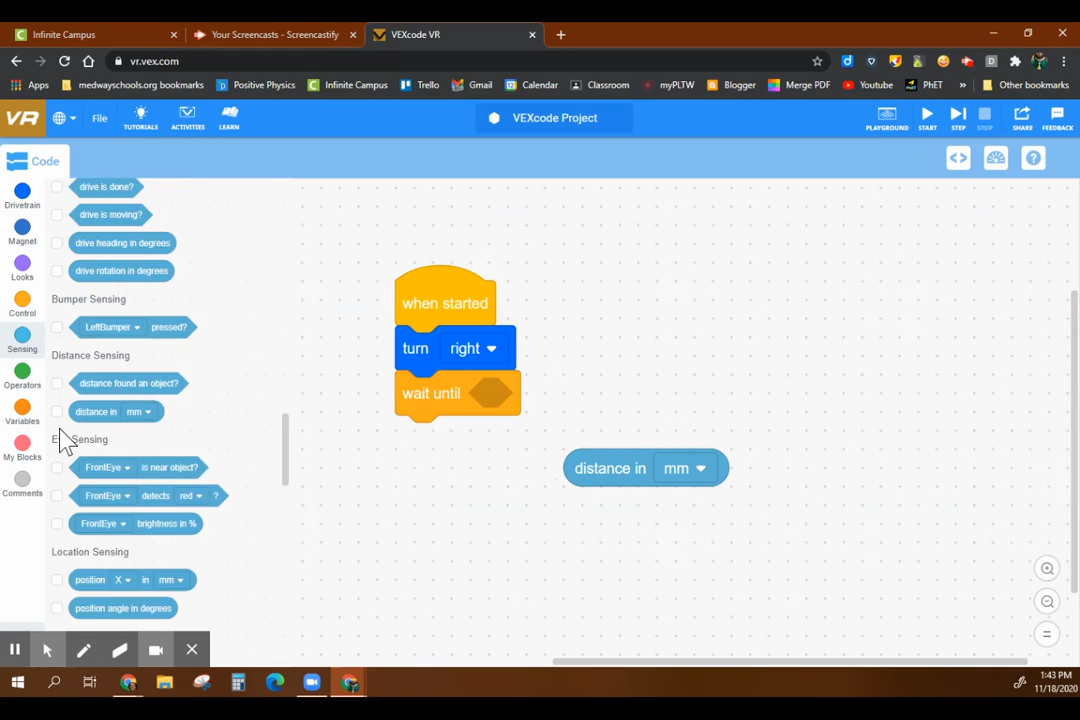 Infinite Campus
Your Screencasts - Screencastify
VEXcode VR
vr.vex.com
Apps
medwayschools.org bookmarks
Positive Physics
Infinite Campus
Trello
Gmail
Calendar
Classroom
myPLTW
Blogger
Merge PDF
Youtube
PhET
Other bookmarks
VR
File
TUTORIALS
ACTIVITIES
LEARN
VEXcode Project
PLAYGROUND
START
STEP
STOP
SHARE
FEEDBACK
Code
Drivetrain
Magnet
Looks
Control
Sensing
Operators
Variables
My Blocks
Comments
drive is done?
drive is moving?
drive heading in degrees
drive rotation in degrees
Bumper Sensing
LeftBumper pressed?
Distance Sensing
distance found an object?
distance in mm
Sensing
FrontEye is near object?
FrontEye detects red ?
FrontEye brightness in %
Location Sensing
position X in mm
position angle in degrees
when started
turn right
wait until
distance in mm
1:43 PM
11/18/2020